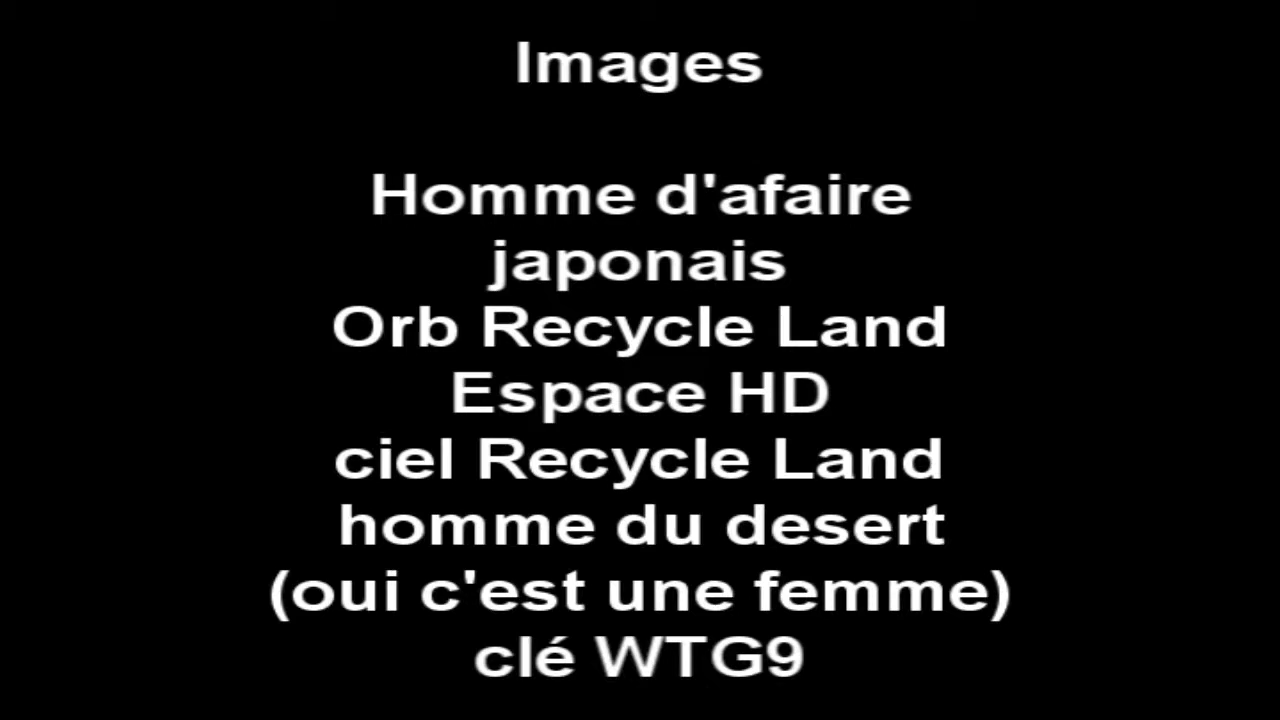 Images
Homme d'afaire
japonais
Orb Recycle Land
Espace HD
ciel Recycle Land
homme du desert
(oui c'est une femme)
clé WTG9